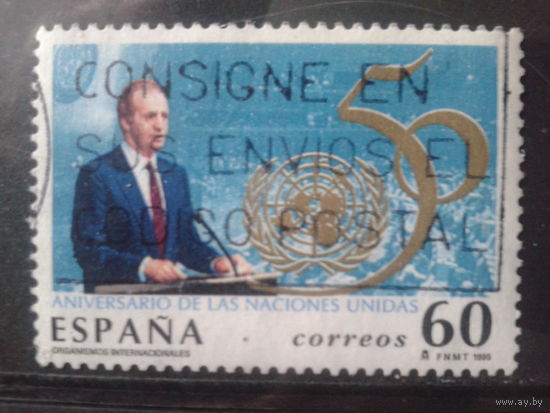 CONSIGNE EN
SUS ENVIOS EL
CODIGO POSTAL
50
ANIVERSARIO DE LAS NACIONES UNIDAS
ESPAÑA correos 60
ORGANISMOS INTERNACIONALES FNMT 1995
www.ay.by